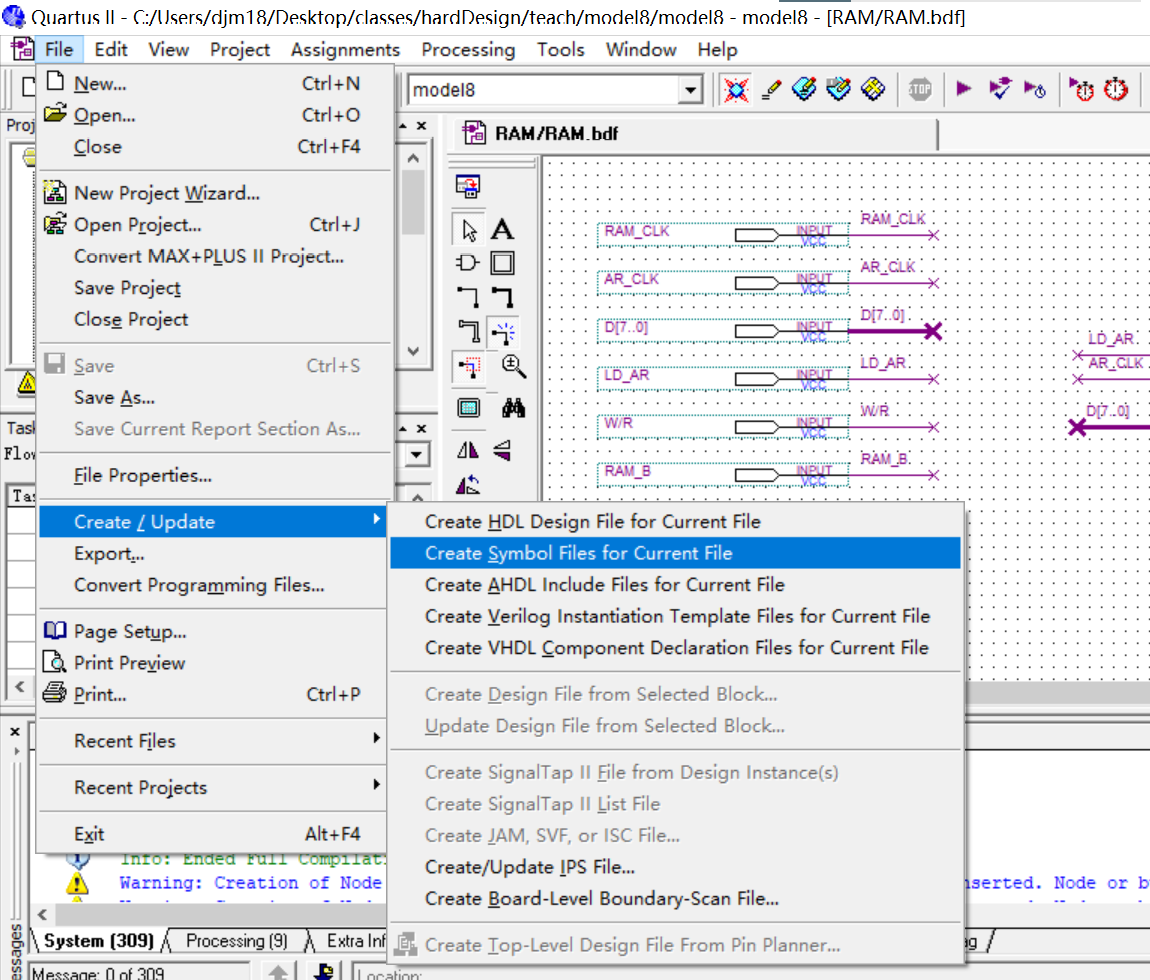 Quartus II - C:/Users/djm18/Desktop/classes/hardDesign/teach/model8/model8 - model8 - [RAM/RAM.bdf]
File Edit View Project Assignments Processing Tools Window Help
New... Ctrl+N
Open... Ctrl+O
Close Ctrl+F4
New Project Wizard...
Open Project... Ctrl+J
Convert MAX+PLUS II Project...
Save Project
Close Project
Save Ctrl+S
Save As...
Save Current Report Section As...
File Properties...
Create / Update
Export...
Convert Programming Files...
Page Setup...
Print Preview
Print... Ctrl+P
Recent Files
Recent Projects
Exit Alt+F4
Create HDL Design File for Current File
Create Symbol Files for Current File
Create AHDL Include Files for Current File
Create Verilog Instantiation Template Files for Current File
Create VHDL Component Declaration Files for Current File
Create Design File from Selected Block...
Update Design File from Selected Block...
Create SignalTap II File from Design Instance(s)
Create SignalTap II List File
Create JAM, SVF, or ISC File...
Create/Update IPS File...
Create Board-Level Boundary-Scan File...
Create Top-Level Design File From Pin Planner...
model8
STOP
RAM/RAM.bdf
A
RAM_CLK INPUT VCC RAM_CLK
AR_CLK INPUT VCC AR_CLK
D[7..0] INPUT VCC D[7..0]
LD_AR INPUT VCC LD_AR
W/R INPUT VCC W/R
RAM_B INPUT VCC RAM_B
LD_AR
AR_CLK
D[7..0]
Info: Ended Full Compilat
Warning: Creation of Node
nserted. Node or b
System (309) Processing (9) Extra Inf
Message: 0 of 309
Location: